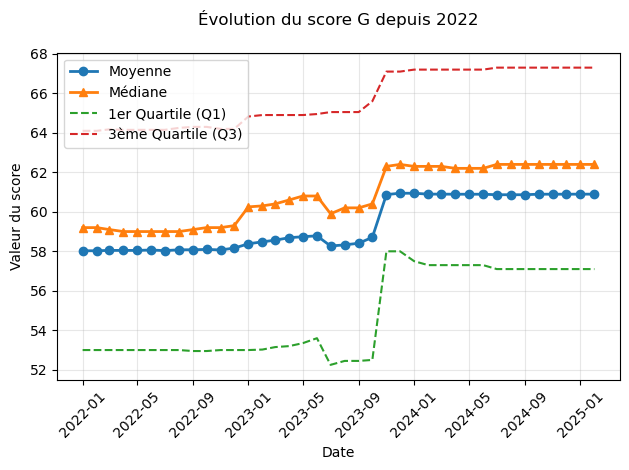 Évolution du score G depuis 2022
Moyenne
Médiane
1er Quartile (Q1)
3ème Quartile (Q3)
Valeur du score
68
66
64
62
60
58
56
54
52
2022-01
2022-05
2022-09
2023-01
2023-05
2023-09
2024-01
2024-05
2024-09
2025-01
Date